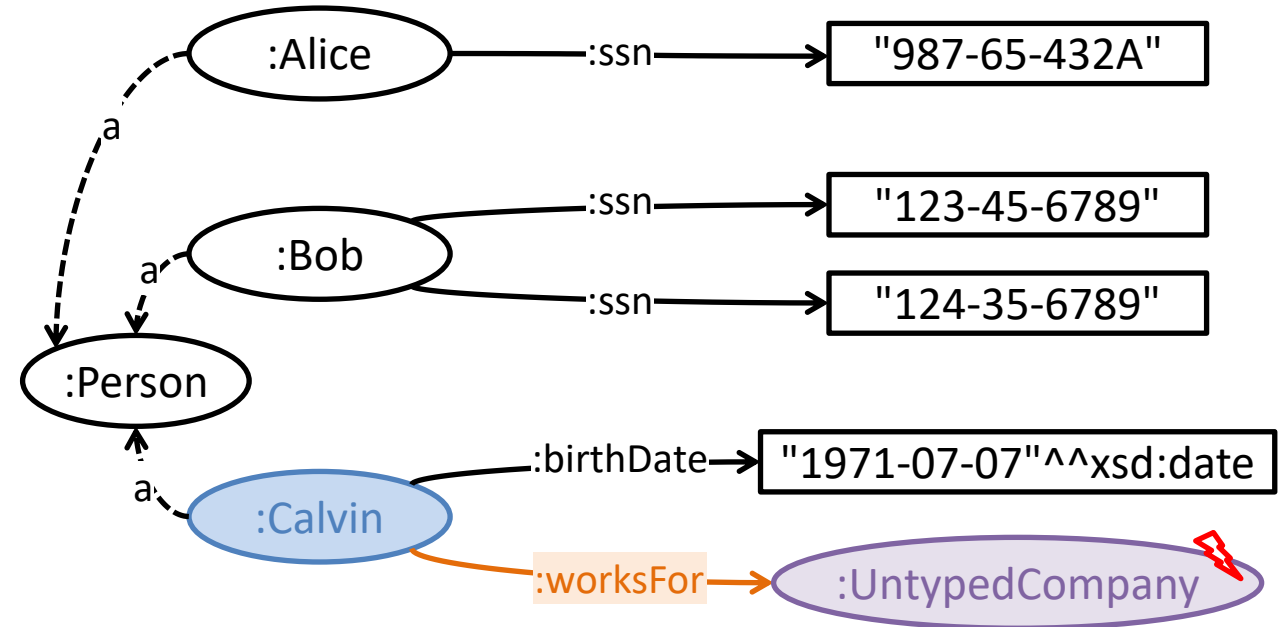 :Alice :ssn "987-65-432A"
a
:ssn "123-45-6789"
:Bob
a
:ssn "124-35-6789"
:Person
:birthDate "1971-07-07"^^xsd:date
a
:Calvin
:worksFor :UntypedCompany